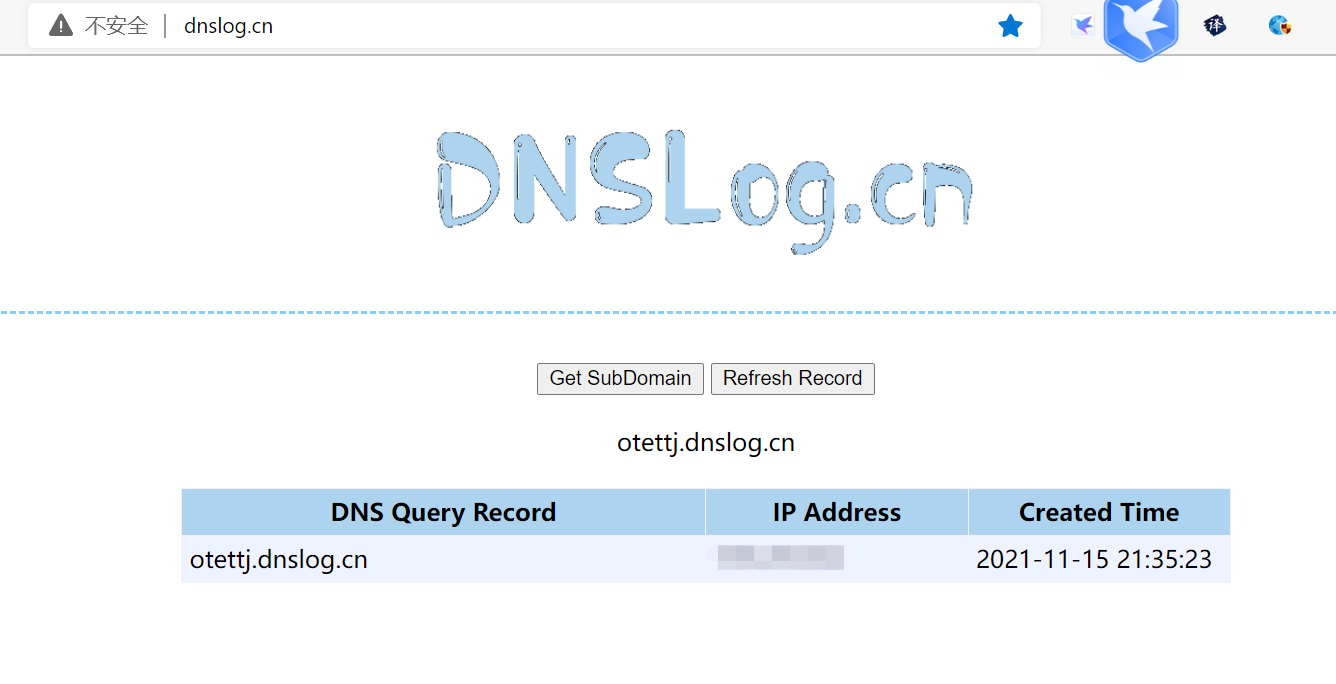 不安全 | dnslog.cn
译
DNSLog.cn
Get SubDomain Refresh Record
otettj.dnslog.cn
DNS Query Record IP Address Created Time
otettj.dnslog.cn 2021-11-15 21:35:23